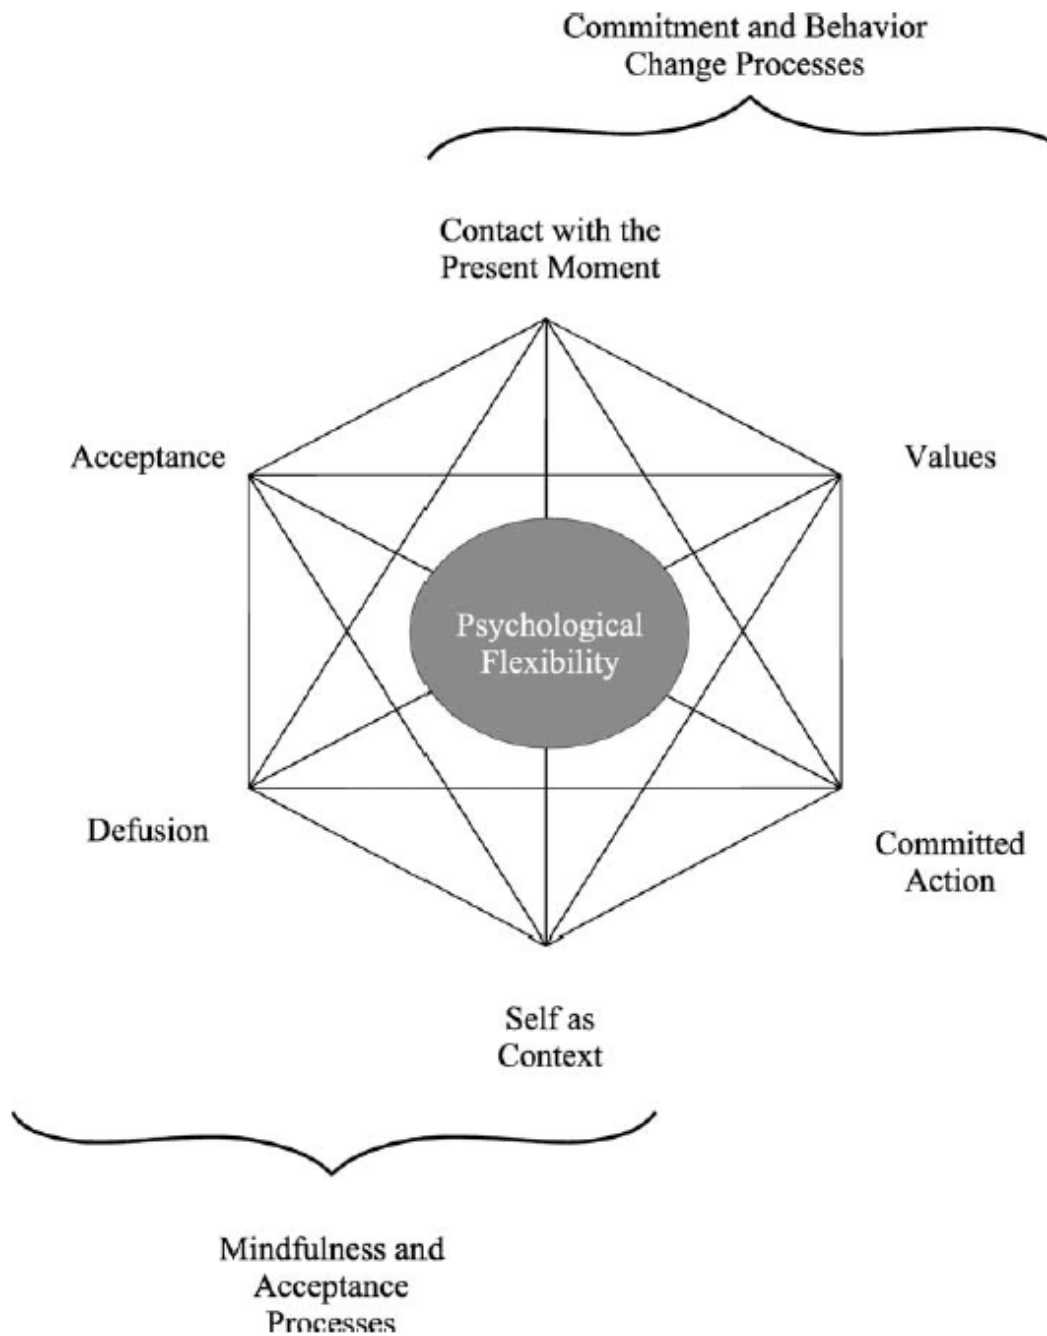 Commitment and Behavior
Change Processes
Contact with the
Present Moment
Acceptance
Values
Psychological
Flexibility
Defusion
Committed
Action
Self as
Context
Mindfulness and
Acceptance
Processes